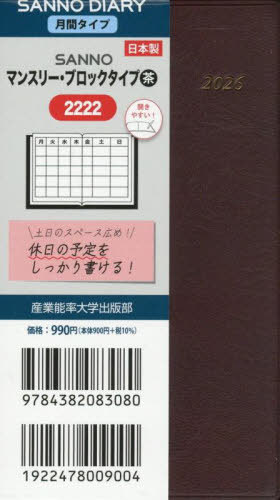 SANNO DIARY
月間タイプ
日本製
SANNO
マンスリー・ブロックタイプ 茶
2222
開き
やすい!
月 火 水 木 金 土 日
\土日のスペース広め!/
休日の予定を
しっかり書ける!
産業能率大学出版部
価格:990円(本体900円+税10%)
9784382083080
1922478009004
2026